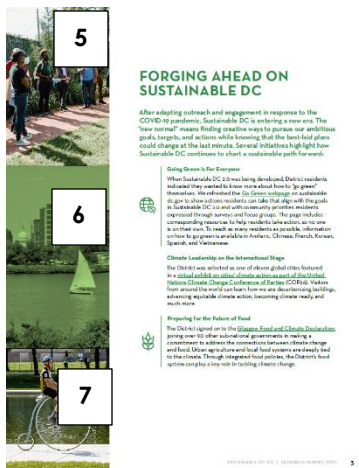 5
6
7
FORGING AHEAD ON
SUSTAINABLE DC
After adapting outreach and engagement in response to the
COVID-19 pandemic, Sustainable DC is entering a new era. The
"new normal" means finding creative ways to pursue our ambitious
goals, targets, and actions while knowing that the best-laid plans
could change at the last minute. Several initiatives highlight how
Sustainable DC continues to chart a sustainable path forward:
Going Green is For Everyone
When Sustainable DC 2.0 was being developed, District residents
indicated they wanted to know more about how to "go green"
themselves. We refreshed the Go Green webpage on sustainable.
dc.gov to show actions residents can take that align with the goals
in Sustainable DC 2.0 and with community priorities residents
expressed through surveys and focus groups. The page includes
corresponding resources to help residents take action, so no one
is on their own. To reach as many residents as possible, information
on how to go green is available in Amharic, Chinese, French, Korean,
Spanish, and Vietnamese.
Climate Leadership on the International Stage
The District was selected as one of eleven global cities featured
in a virtual exhibit on cities' climate action as part of the United
Nations Climate Change Conference of Parties (COP26). Visitors
from around the world can learn how we are decarbonizing buildings,
advancing equitable climate action, becoming climate ready, and
much more.
Preparing for the Future of Food
The District signed on to the Glasgow Food and Climate Declaration,
joining over 90 other subnational governments in making a
commitment to address the connections between climate change
and food. Urban agriculture and local food systems are deeply tied
to the climate. Through integrated food policies, the District's food
system can play a key role in tackling climate change.
SUSTAINABLE DC 2.0 | PROGRESS REPORT 2022 3